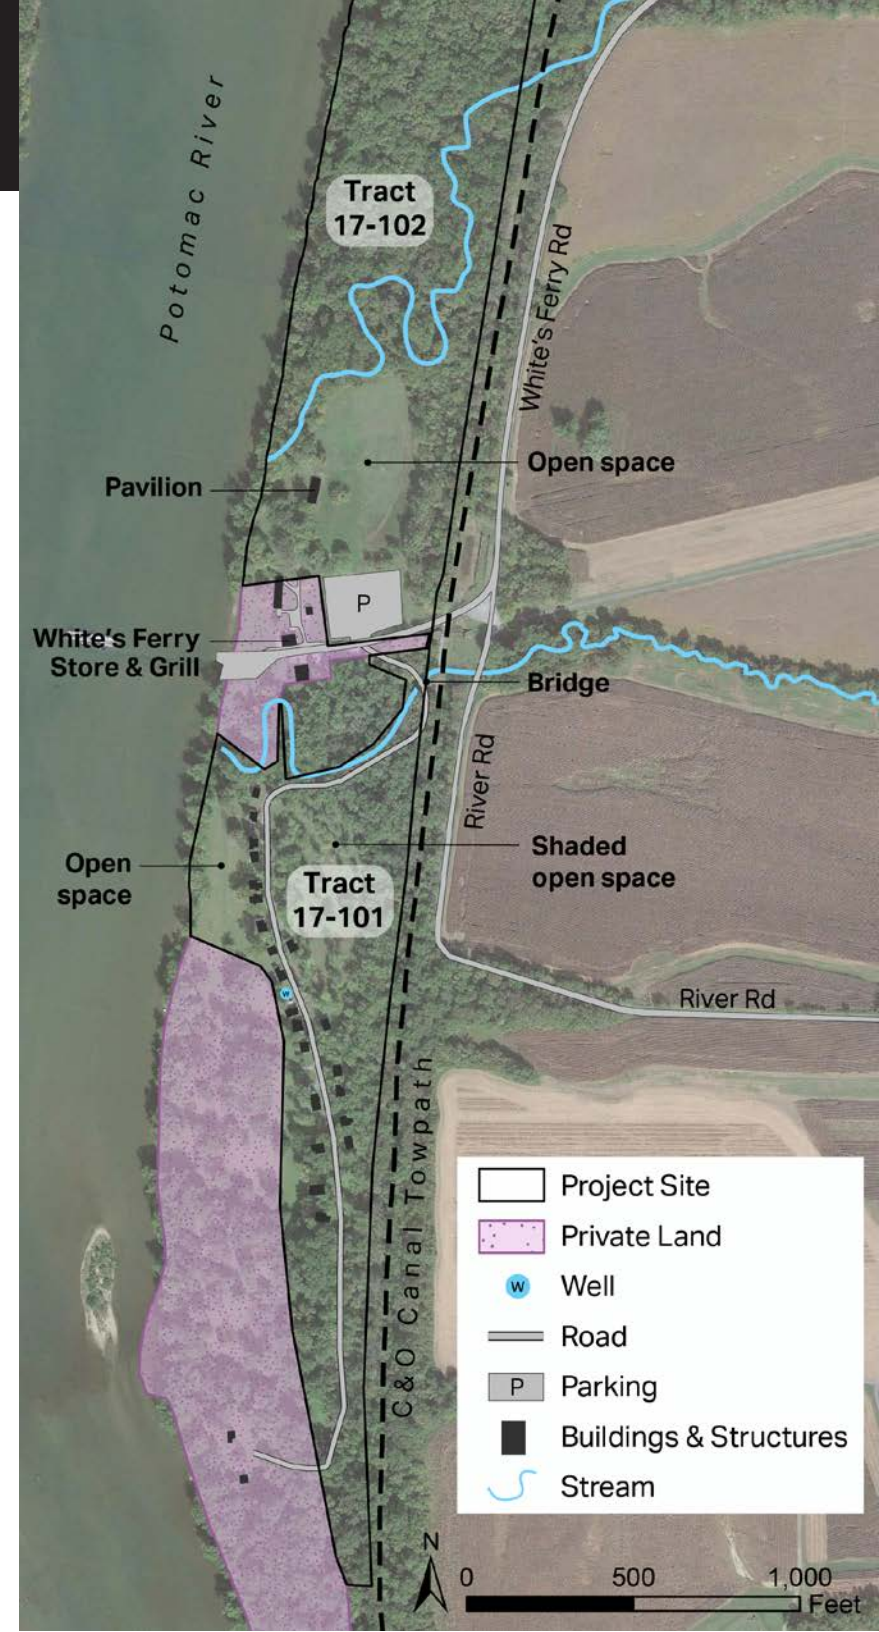 Potomac River
Tract
17-102
White's Ferry Rd
Open space
Pavilion
P
White's Ferry
Store & Grill
Bridge
River Rd
Shaded
open space
Open
space
Tract
17-101
W
River Rd
C&O Canal Towpath
Project Site
Private Land
W Well
Road
P Parking
Buildings & Structures
Stream
N
0 500 1,000
Feet